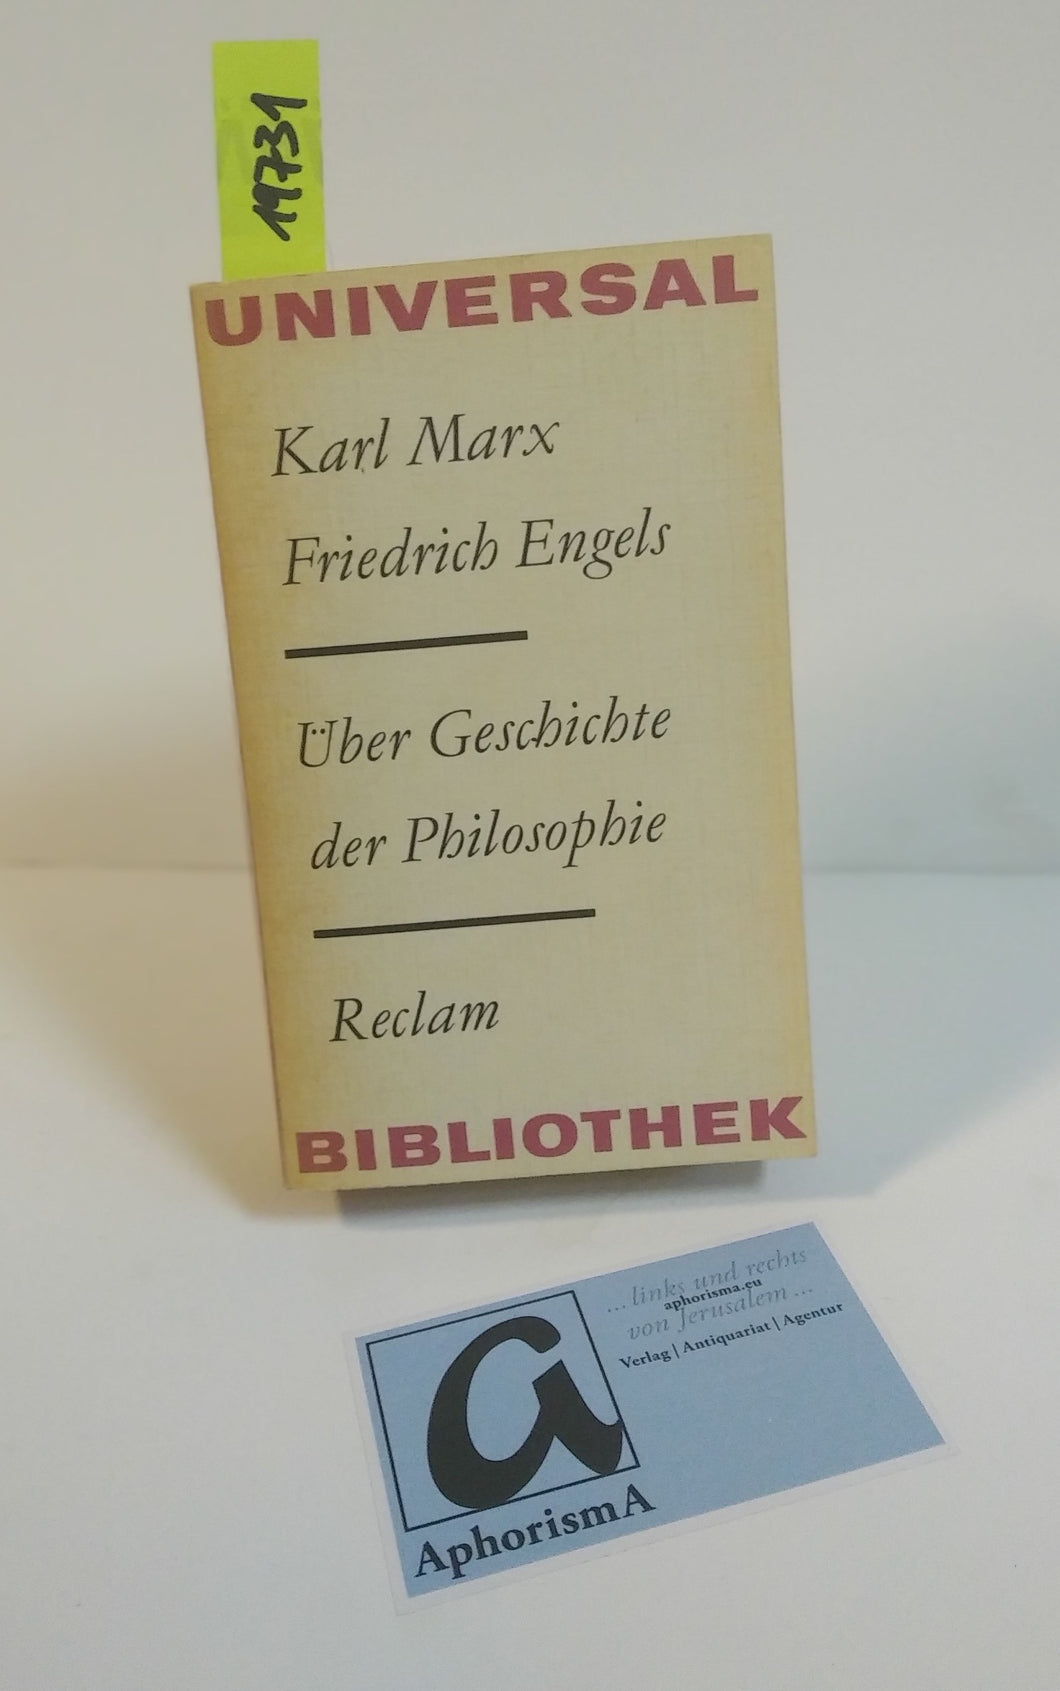 19731
UNIVERSAL
Karl Marx
Friedrich Engels
Über Geschichte
der Philosophie
Reclam
BIBLIOTHEK
a
AphorismA
...links und rechts
aphorisma.eu
von Jerusalem...
Verlag | Antiquariat | Agentur